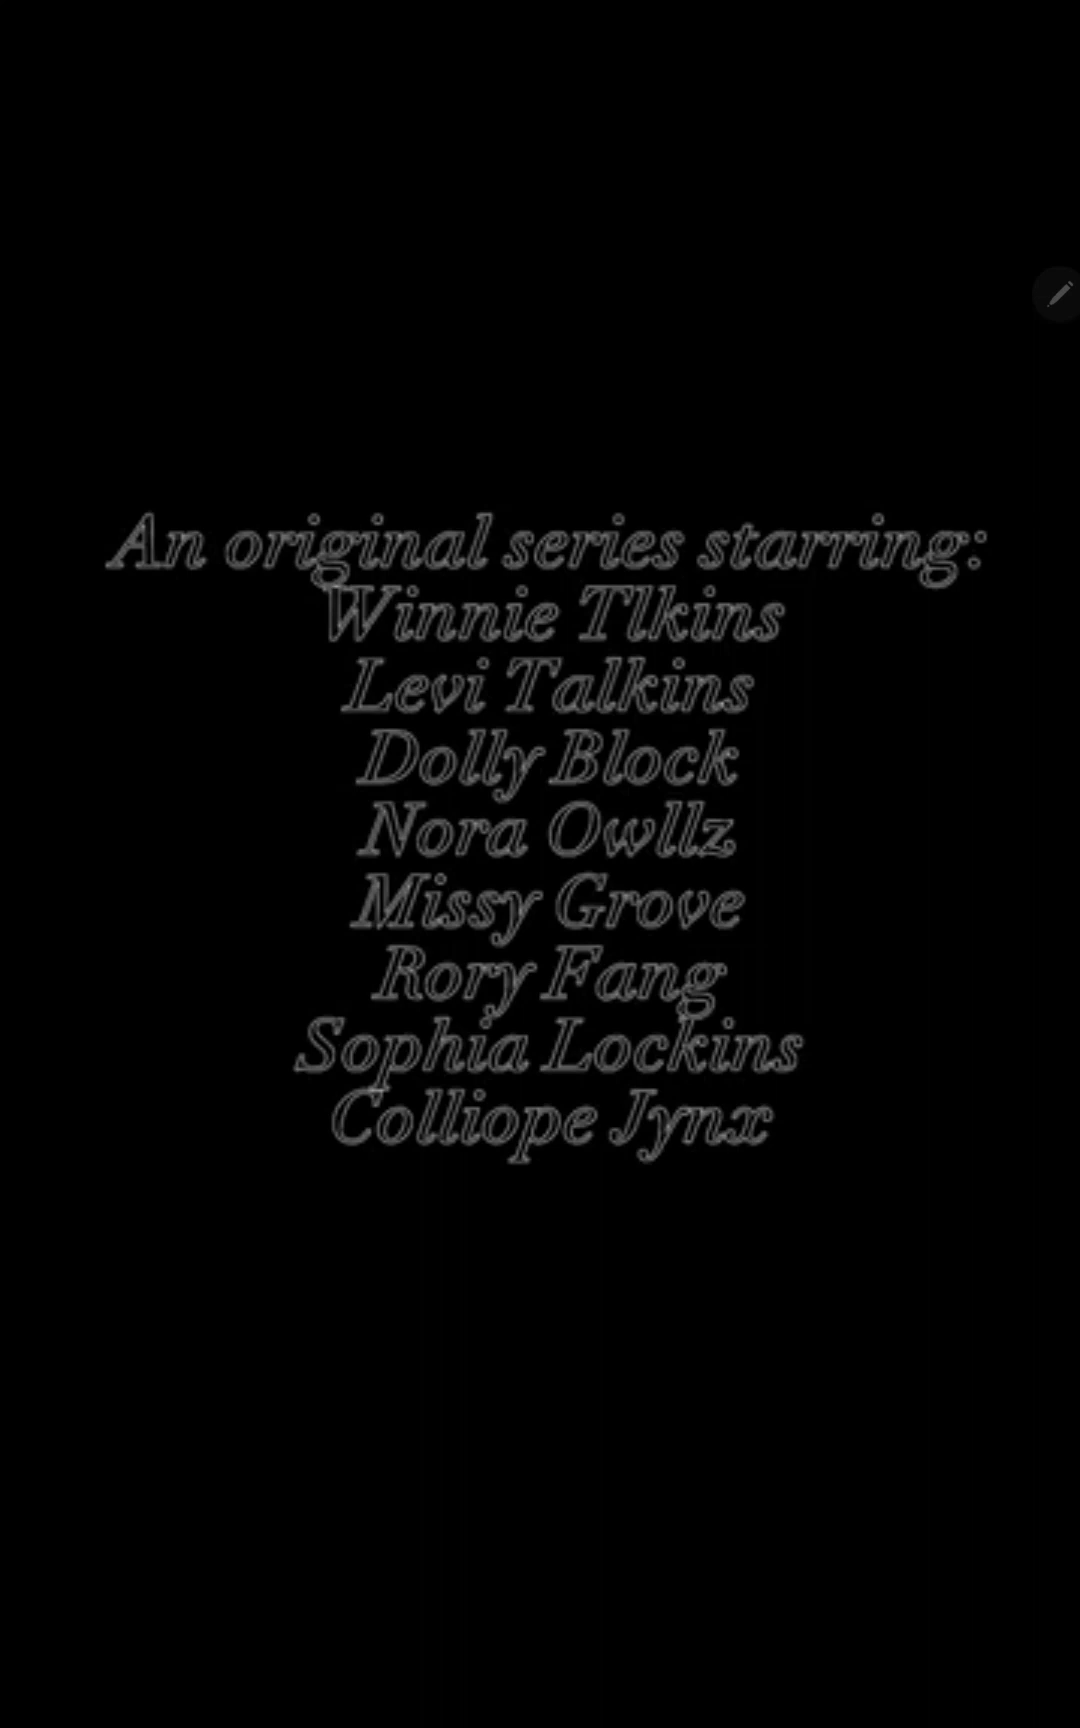 An original series starring:
Winnie Tlkins
Levi Talkins
Dolly Block
Nora Owllz
Missy Grove
Rory Fang
Sophia Lockins
Colliope Jynx